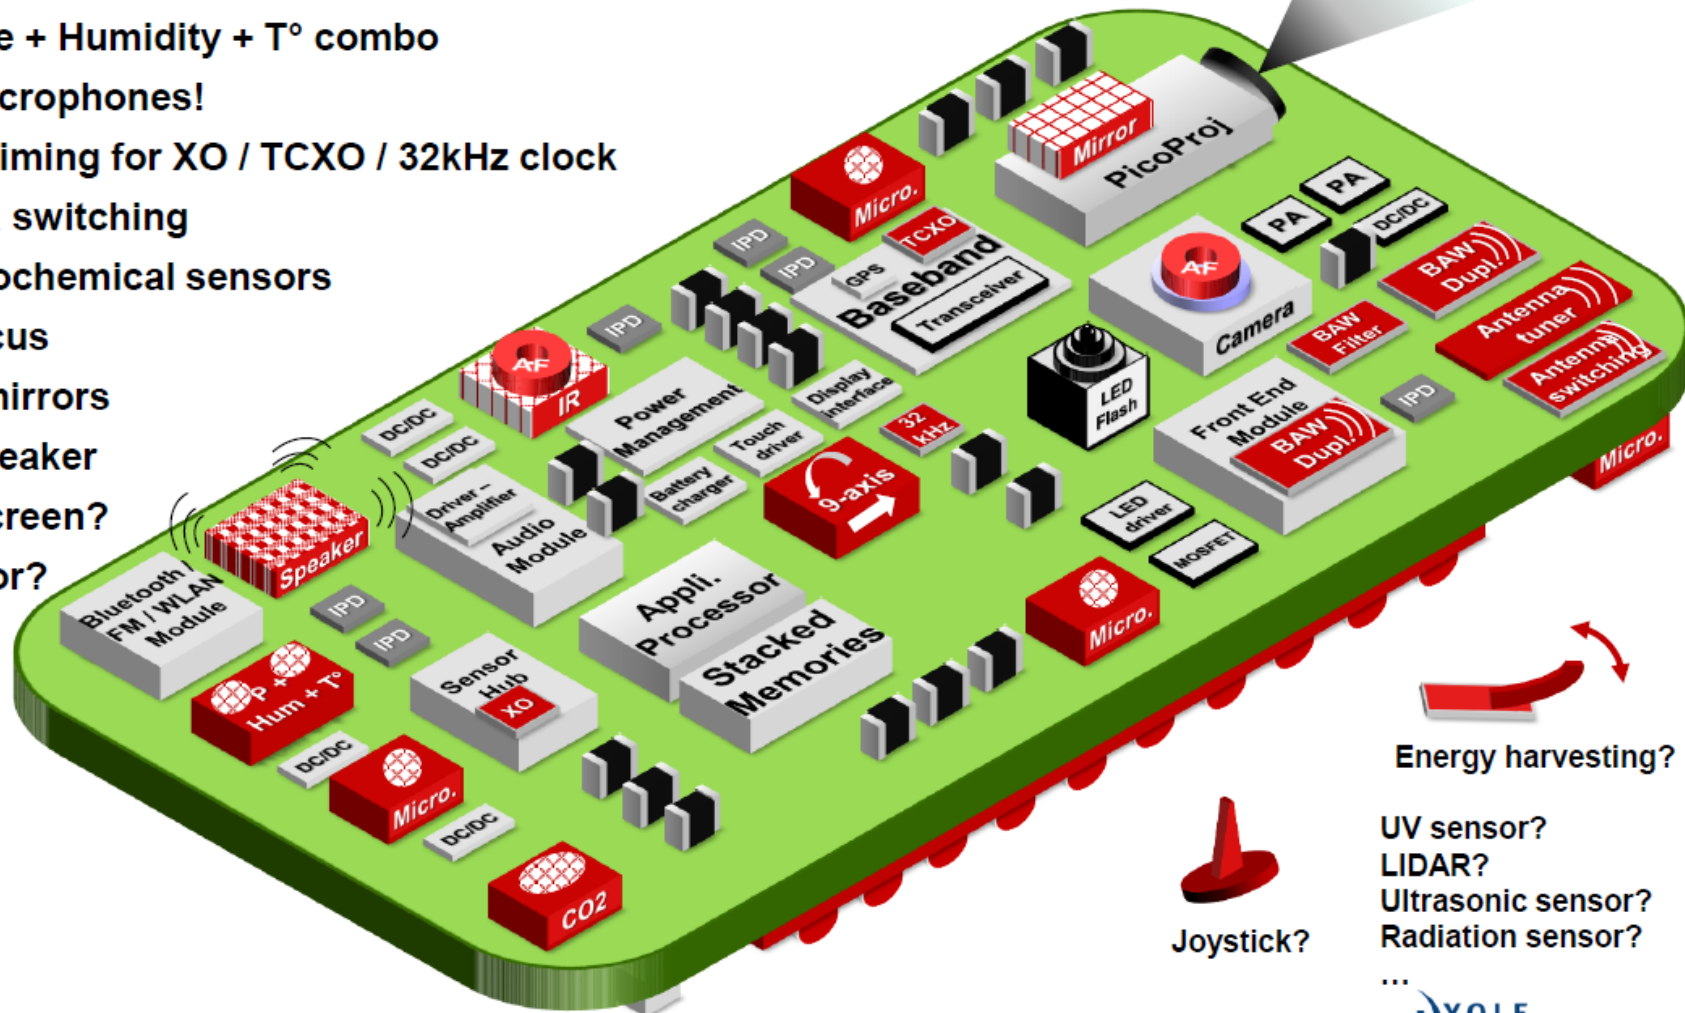 e + Humidity + T° combo
crophones!
iming for XO / TCXO / 32kHz clock
switching
ochemical sensors
cus
mirrors
eaker
creen?
or?
Mirror
PicoProj
Micro.
TCXO
IPD
IPD
GPS
Baseband
Transceiver
PA
PA
DC/DC
AF
Camera
BAW
Dupl.
Antenna
tuner
BAW
Filter
Antenna
switching
IPD
AF
IR
IPD
Power
Management
Display
interface
LED
Flash
Front End
Module
BAW
Dupl.
IPD
Micro.
DC/DC
DC/DC
Touch
driver
32
kHz
Battery
charger
9-axis
Driver –
Amplifier
Audio
Module
LED
driver
MOSFET
Speaker
Bluetooth /
FM / WLAN
Module
IPD
IPD
Appli.
Processor
Stacked
Memories
Micro.
P +
Hum + T°
Sensor
Hub
XO
DC/DC
Micro.
DC/DC
CO2
Energy harvesting?
Joystick?
UV sensor?
LIDAR?
Ultrasonic sensor?
Radiation sensor?
...
YOLE